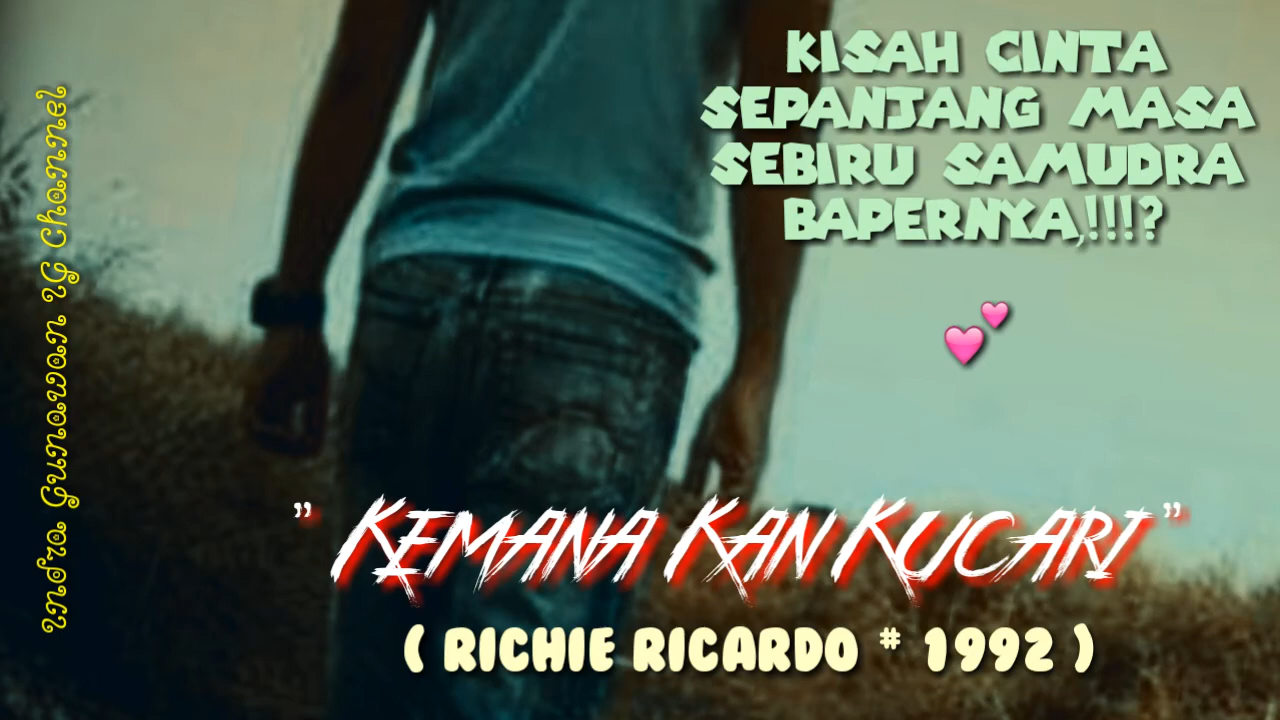 KISAH CINTA
SEPANJANG MASA
SEBIRU SAMUDRA
BAPERNYA,!!!?
Indra Gunawan IG Channel
" KEMANA KAN KUCARI "
( RICHIE RICARDO # 1992 )